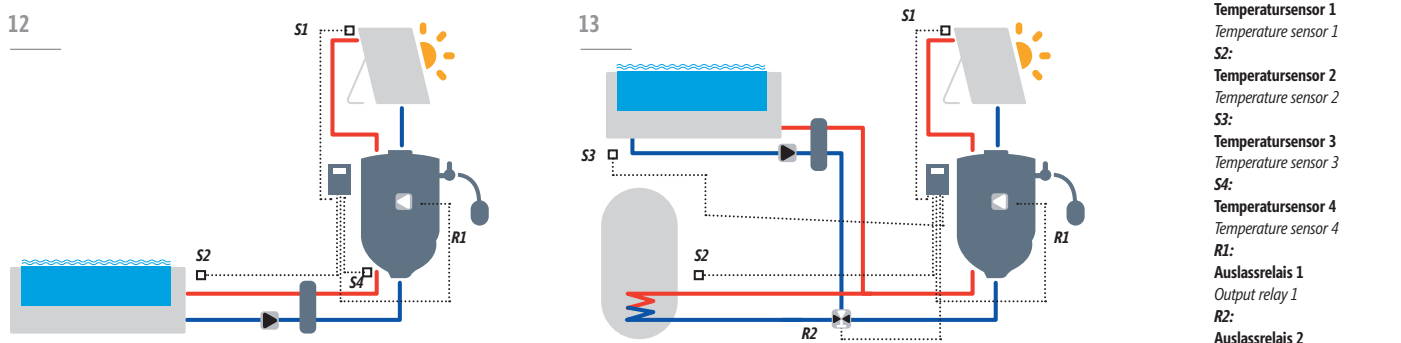 12
S1
S2
S4
R1
13
S1
S3
S2
R1
R2
Temperatursensor 1
Temperature sensor 1
S2:
Temperatursensor 2
Temperature sensor 2
S3:
Temperatursensor 3
Temperature sensor 3
S4:
Temperatursensor 4
Temperature sensor 4
R1:
Auslassrelais 1
Output relay 1
R2:
Auslassrelais 2